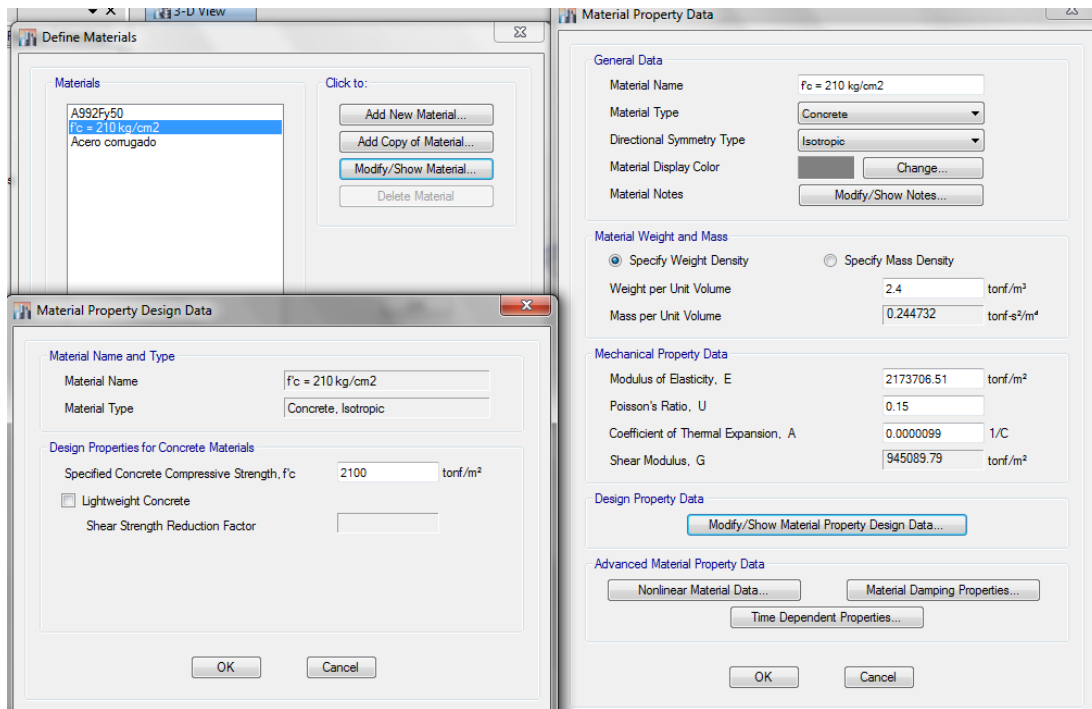 3-D View
Define Materials
Materials
A992Fy50
f'c = 210 kg/cm2
Acero corrugado
Click to:
Add New Material...
Add Copy of Material...
Modify/Show Material...
Delete Material
Material Property Design Data
Material Name and Type
Material Name f'c = 210 kg/cm2
Material Type Concrete, Isotropic
Design Properties for Concrete Materials
Specified Concrete Compressive Strength, f'c 2100 tonf/m²
Lightweight Concrete
Shear Strength Reduction Factor
OK Cancel
Material Property Data
General Data
Material Name f'c = 210 kg/cm2
Material Type Concrete
Directional Symmetry Type Isotropic
Material Display Color Change...
Material Notes Modify/Show Notes...
Material Weight and Mass
Specify Weight Density Specify Mass Density
Weight per Unit Volume 2.4 tonf/m³
Mass per Unit Volume 0.244732 tonf-s²/m⁴
Mechanical Property Data
Modulus of Elasticity, E 2173706.51 tonf/m²
Poisson's Ratio, U 0.15
Coefficient of Thermal Expansion, A 0.0000099 1/C
Shear Modulus, G 945089.79 tonf/m²
Design Property Data
Modify/Show Material Property Design Data...
Advanced Material Property Data
Nonlinear Material Data... Material Damping Properties...
Time Dependent Properties...
OK Cancel